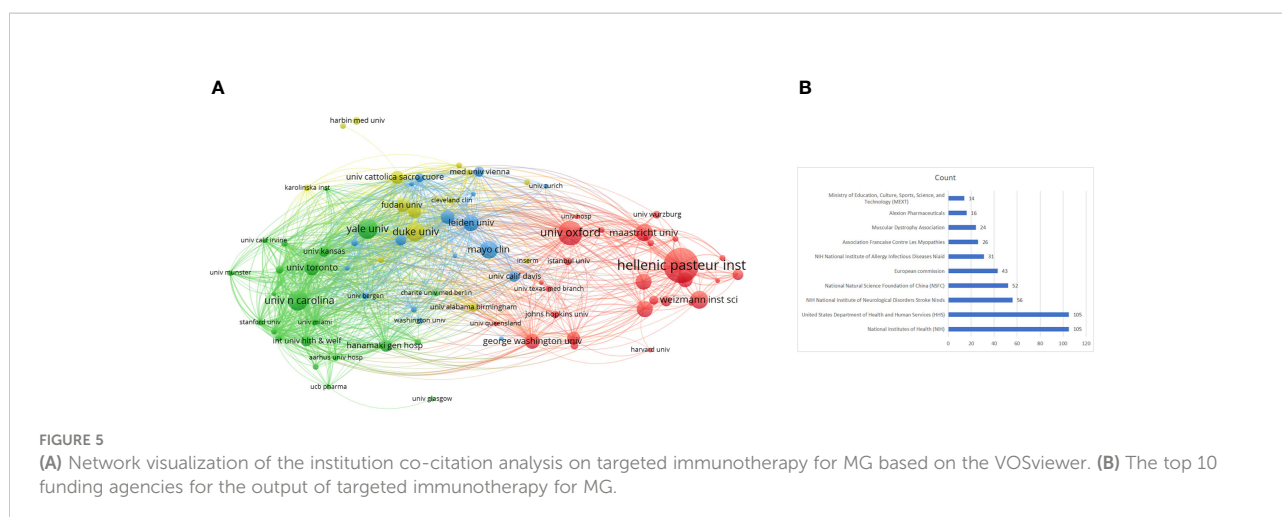 A
B
harbin med univ
univ cattolica sacro cuore
med univ vienna
karolinska inst
cleveland clin
univ zurich
fudan univ
yale univ
duke univ
leiden univ
univ hosp
univ wurzburg
univ oxford
maastricht univ
univ calif irvine
univ kansas
mayo clin
univ munster
univ toronto
inserm
istanbul univ
hellenic pasteur inst
univ calif davis
univ n carolina
univ bergen
charite univ med berlin
univ texas med branch
weizmann inst sci
univ alabama birmingham
stanford univ
univ miami
washington univ
univ queensland
johns hopkins univ
int univ hlth & welf
hanamaki gen hosp
george washington univ
aarhus univ hosp
harvard univ
ucb pharma
univ glasgow
Count
Ministry of Education, Culture, Sports, Science, and
Technology (MEXT)
14
Alexion Pharmaceuticals
16
Muscular Dystrophy Association
24
Association Francaise Contre Les Myopathies
26
NIH National Institute of Allergy Infectious Diseases Niaid
31
European commission
43
National Natural Science Foundation of China (NSFC)
52
NIH National Institute of Neurological Disorders Stroke Ninds
56
United States Department of Health and Human Services (HHS)
105
National Institutes of Health (NIH)
105
0 20 40 60 80 100 120
FIGURE 5
(A) Network visualization of the institution co-citation analysis on targeted immunotherapy for MG based on the VOSviewer. (B) The top 10
funding agencies for the output of targeted immunotherapy for MG.